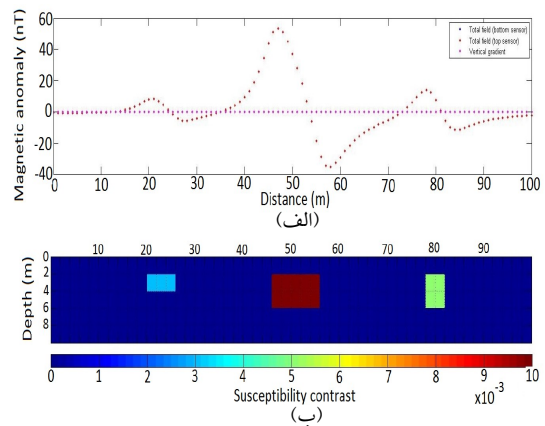 Magnetic anomaly (nT)
60
40
20
0
-20
-40
Total field (bottom sensor)
Total field (top sensor)
Vertical gradient
0 10 20 30 40 50 60 70 80 90 100
Distance (m)
(الف)
10 20 30 40 50 60 70 80 90
Depth (m)
0
2
4
6
8
0 1 2 3 4 5 6 7 8 9 10
Susceptibility contrast
x10⁻³
(ب)